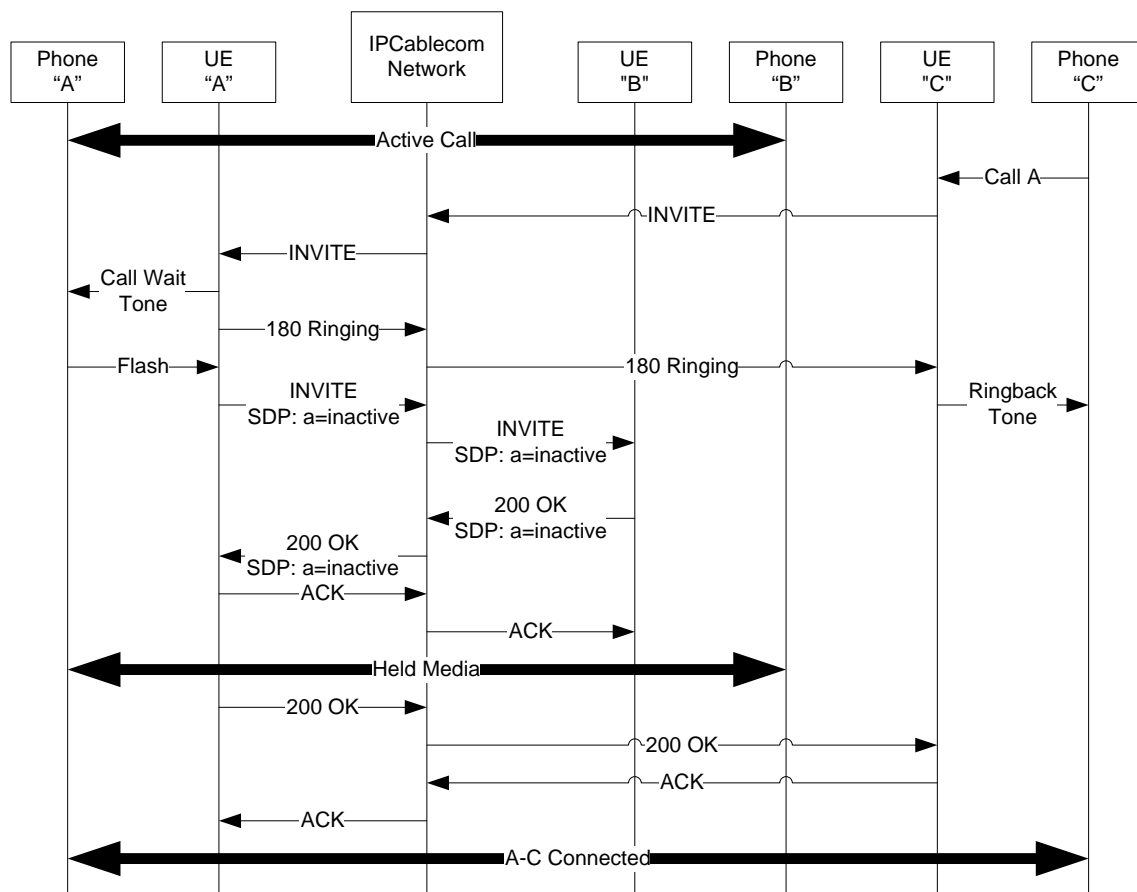 Phone
“A”
UE
“A”
IPCablecom
Network
UE
"B"
Phone
“B”
UE
"C"
Phone
“C”
Active Call
Call A
INVITE
INVITE
Call Wait
Tone
180 Ringing
Flash
180 Ringing
INVITE
SDP: a=inactive
Ringback
Tone
INVITE
SDP: a=inactive
200 OK
SDP: a=inactive
200 OK
SDP: a=inactive
ACK
ACK
Held Media
200 OK
200 OK
ACK
ACK
A-C Connected